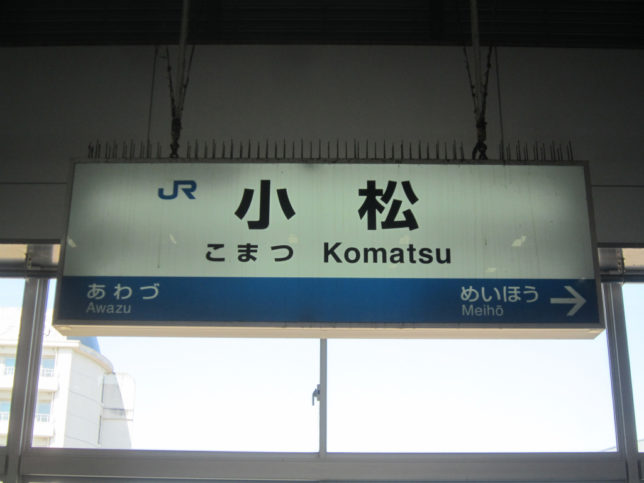 JR 小松
こまつ Komatsu
あわづ めいほう →
Awazu Meihō